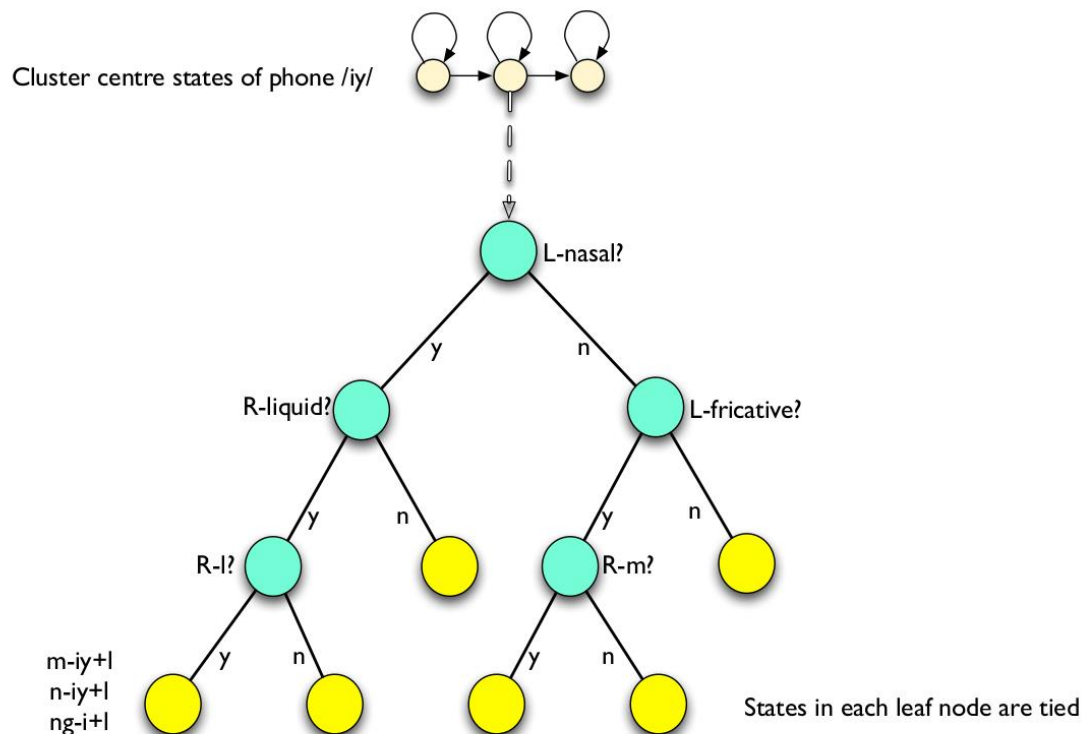 Cluster centre states of phone /iy/
L-nasal?
y
n
R-liquid?
L-fricative?
y
n
y
n
R-l?
R-m?
m-iy+l
n-iy+l
ng-i+l
y
n
y
n
States in each leaf node are tied